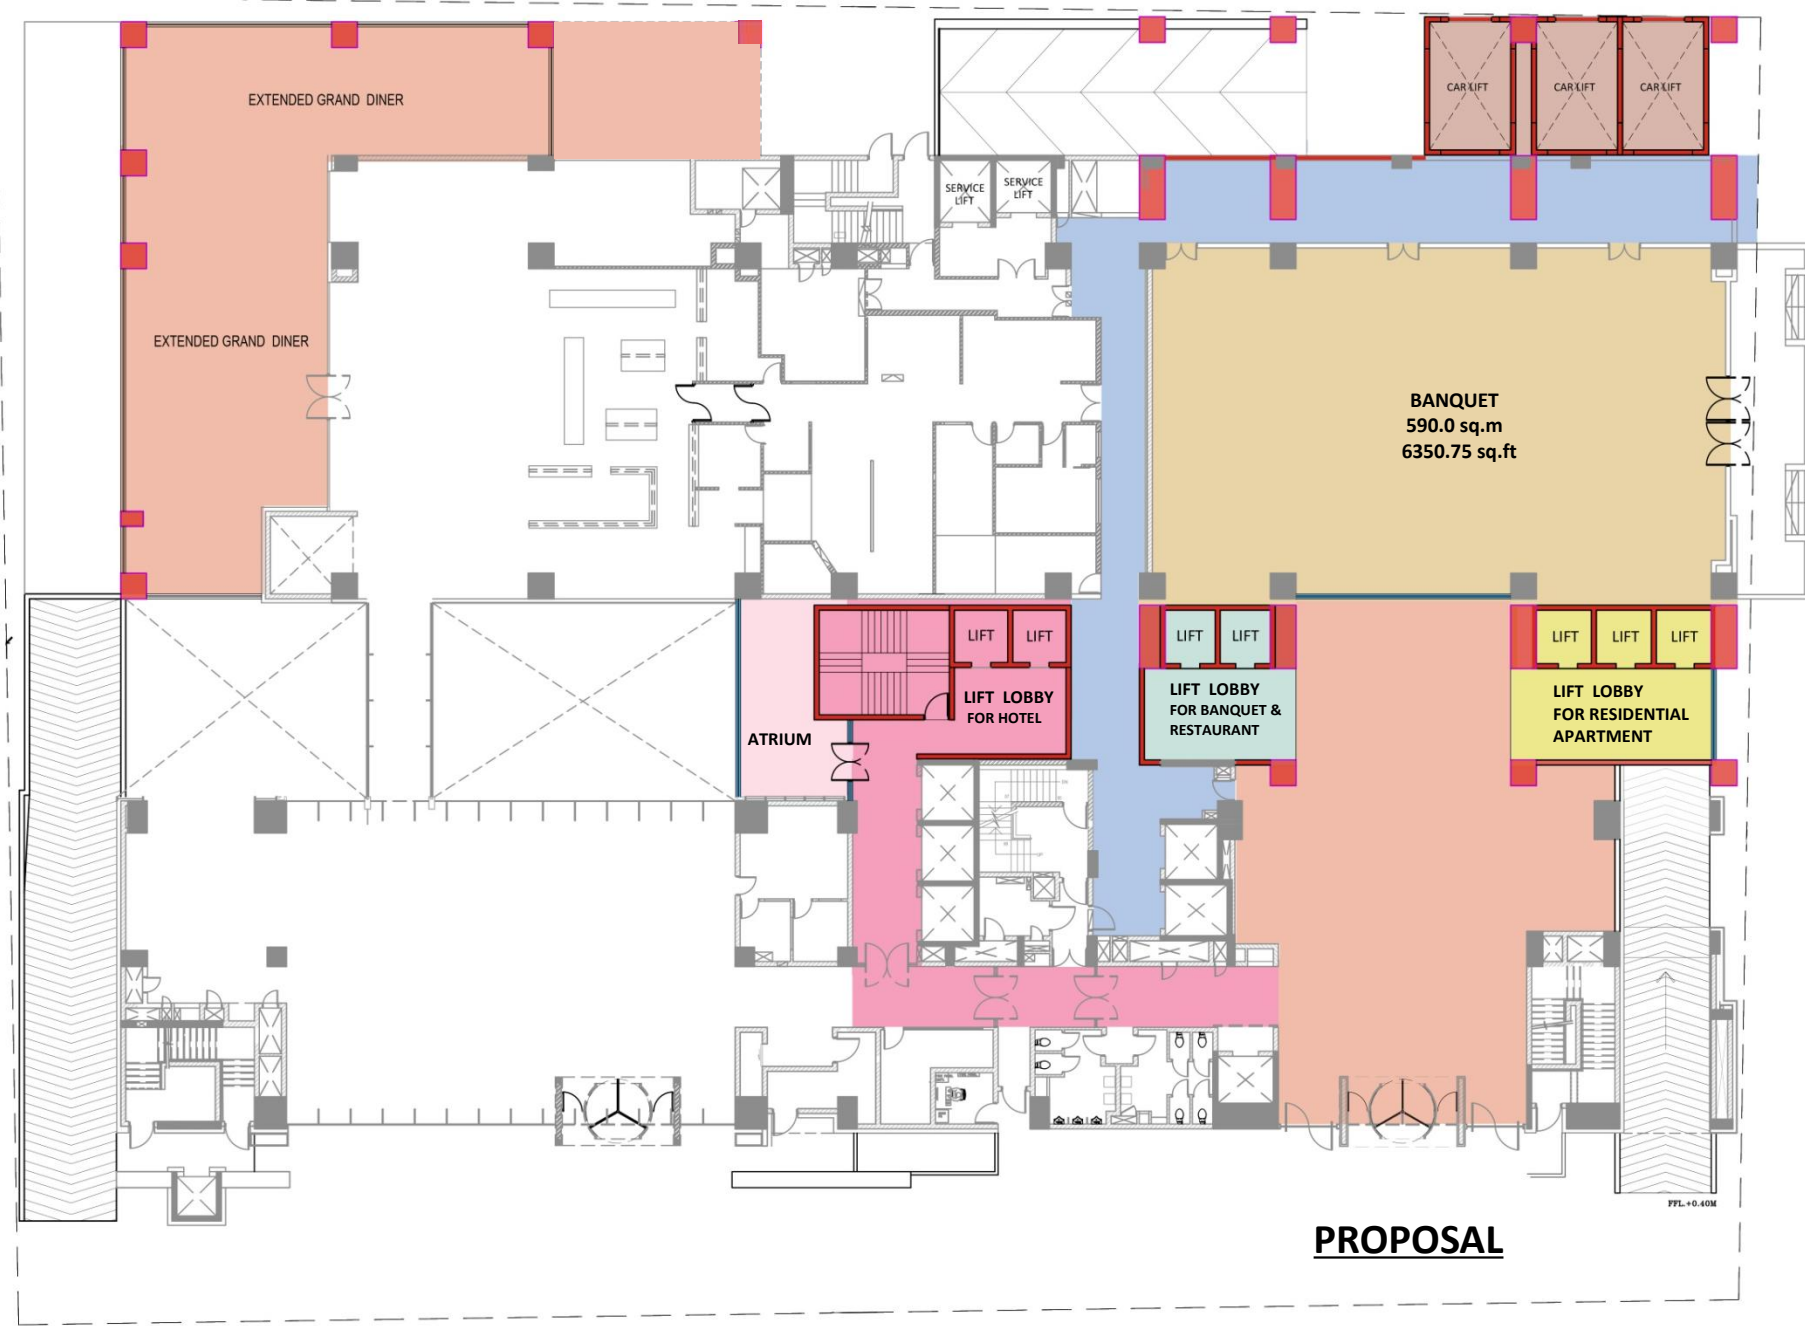 EXTENDED GRAND DINER
CAR LIFT
CAR LIFT
CAR LIFT
SERVICE
LIFT
SERVICE
LIFT
EXTENDED GRAND DINER
BANQUET
590.0 sq.m
6350.75 sq.ft
LIFT
LIFT
LIFT
LIFT
LIFT
LIFT
LIFT
LIFT LOBBY
FOR HOTEL
LIFT LOBBY
FOR BANQUET &
RESTAURANT
LIFT LOBBY
FOR RESIDENTIAL
APARTMENT
ATRIUM
FFL.+0.40M
PROPOSAL